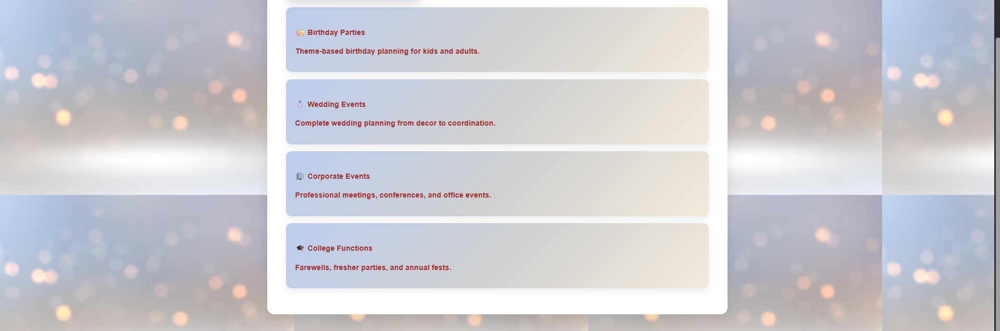 🎂 Birthday Parties
Theme-based birthday planning for kids and adults.
💍 Wedding Events
Complete wedding planning from decor to coordination.
🏢 Corporate Events
Professional meetings, conferences, and office events.
🎓 College Functions
Farewells, fresher parties, and annual fests.